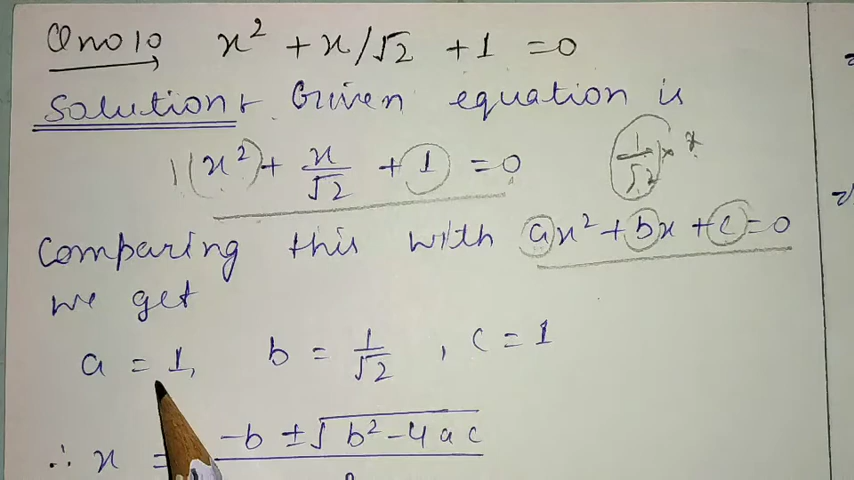 Qno 10 x² + x/√2 + 1 = 0
Solution:- Given equation is
1(x²) + x/√2 + 1 = 0 1/√2 × x
Comparing this with ax² + bx + c = 0
we get
a = 1, b = 1/√2 , c = 1
∴ x = -b ± √b² - 4ac